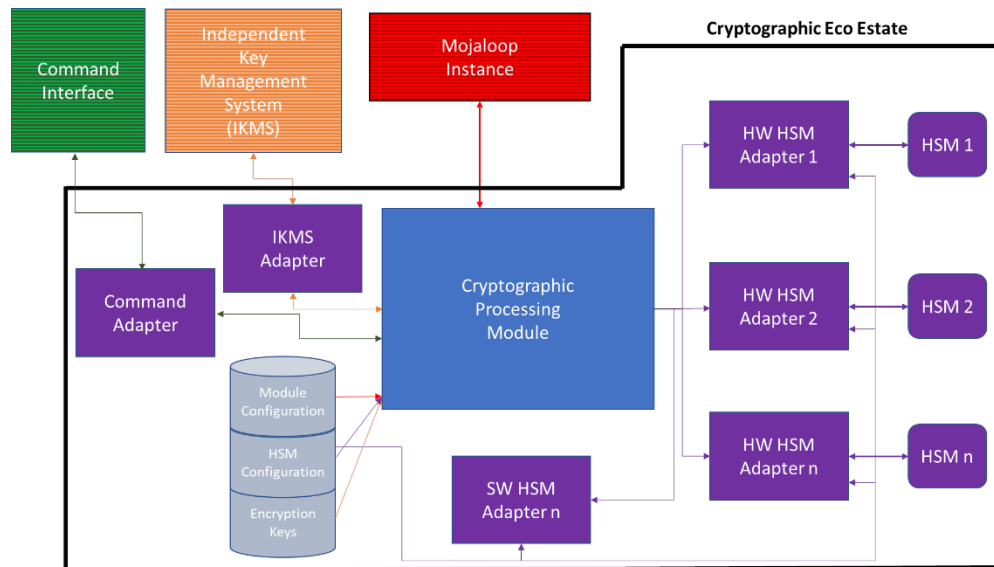 Cryptographic Eco Estate
Command
Interface
Independent
Key
Management
System
(IKMS)
Mojaloop
Instance
HW HSM
Adapter 1
HSM 1
IKMS
Adapter
Command
Adapter
Cryptographic
Processing
Module
HW HSM
Adapter 2
HSM 2
Module
Configuration
HSM
Configuration
Encryption
Keys
SW HSM
Adapter n
HW HSM
Adapter n
HSM n